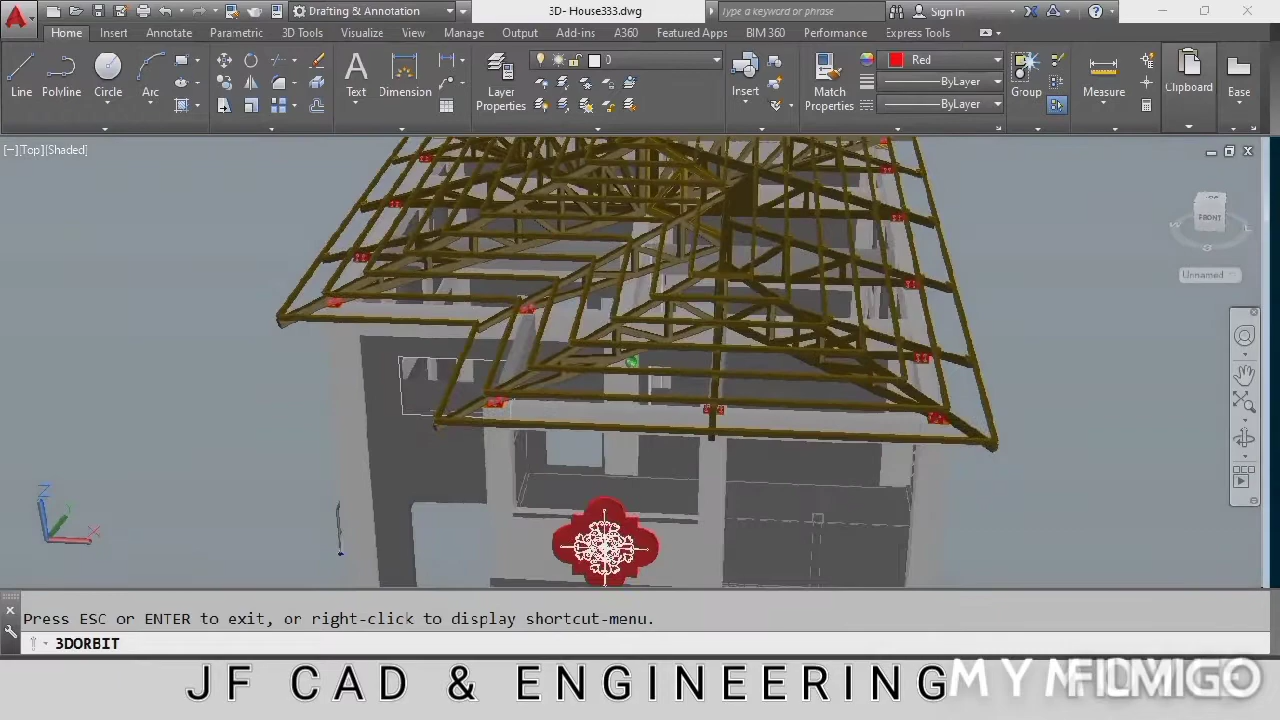 Drafting & Annotation
3D- House333.dwg
Type a keyword or phrase
Sign In
Home Insert Annotate Parametric 3D Tools Visualize View Manage Output Add-ins A360 Featured Apps BIM 360 Performance Express Tools
Line Polyline Circle Arc Text Dimension Layer Properties 0 Insert Match Properties Red ByLayer ByLayer Group Measure Clipboard Ease
[−][Top][Shaded]
FRONT
Unnamed
Z
X
Press ESC or ENTER to exit, or right-click to display shortcut-menu.
3DORBIT
JF CAD & ENGINEERING
FILMIGO